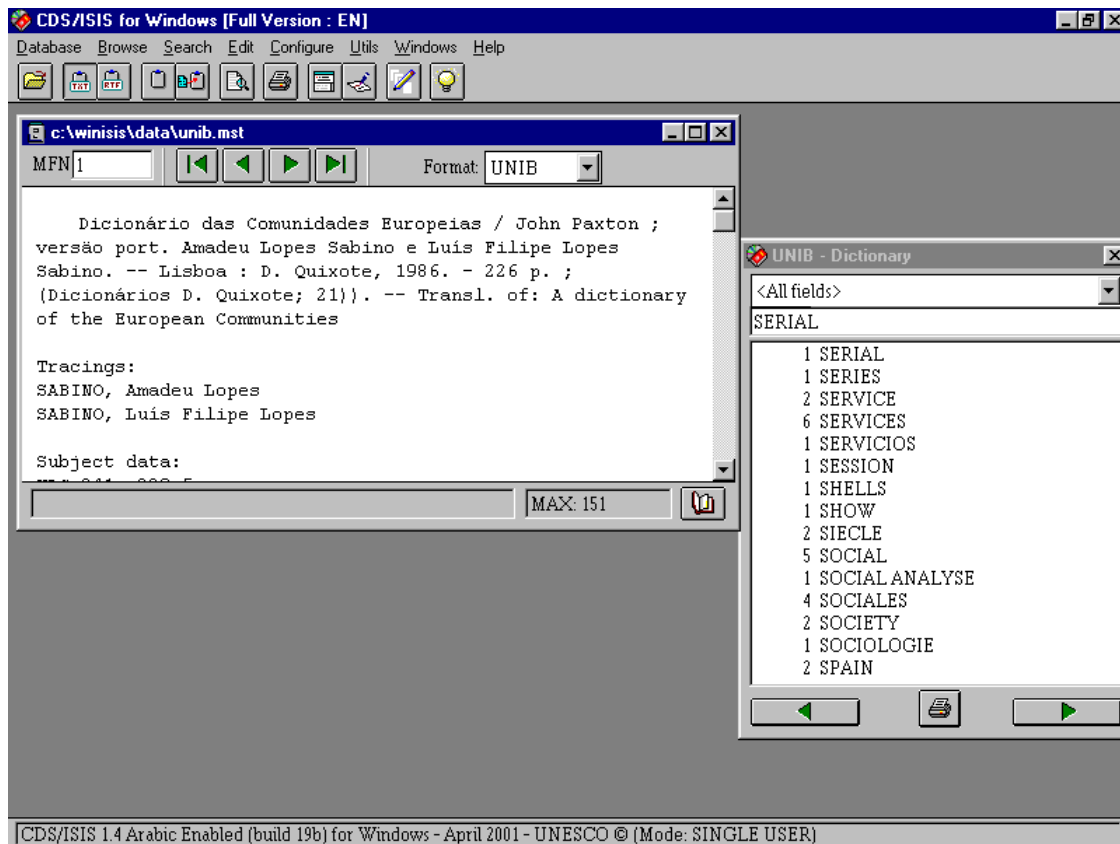 CDS/ISIS for Windows [Full Version : EN]
Database Browse Search Edit Configure Utils Windows Help
TXT RTF
c:\winisis\data\unib.mst
MFN 1 Format: UNIB
Dicionário das Comunidades Europeias / John Paxton ;
versão port. Amadeu Lopes Sabino e Luís Filipe Lopes
Sabino. -- Lisboa : D. Quixote, 1986. - 226 p. ;
(Dicionários D. Quixote; 21)). -- Transl. of: A dictionary
of the European Communities
Tracings:
SABINO, Amadeu Lopes
SABINO, Luís Filipe Lopes
Subject data:
MAX: 151
UNIB - Dictionary
<All fields>
SERIAL
1 SERIAL
1 SERIES
2 SERVICE
6 SERVICES
1 SERVICIOS
1 SESSION
1 SHELLS
1 SHOW
2 SIECLE
5 SOCIAL
1 SOCIAL ANALYSE
4 SOCIALES
2 SOCIETY
1 SOCIOLOGIE
2 SPAIN
CDS/ISIS 1.4 Arabic Enabled (build 19b) for Windows - April 2001 - UNESCO © (Mode: SINGLE USER)